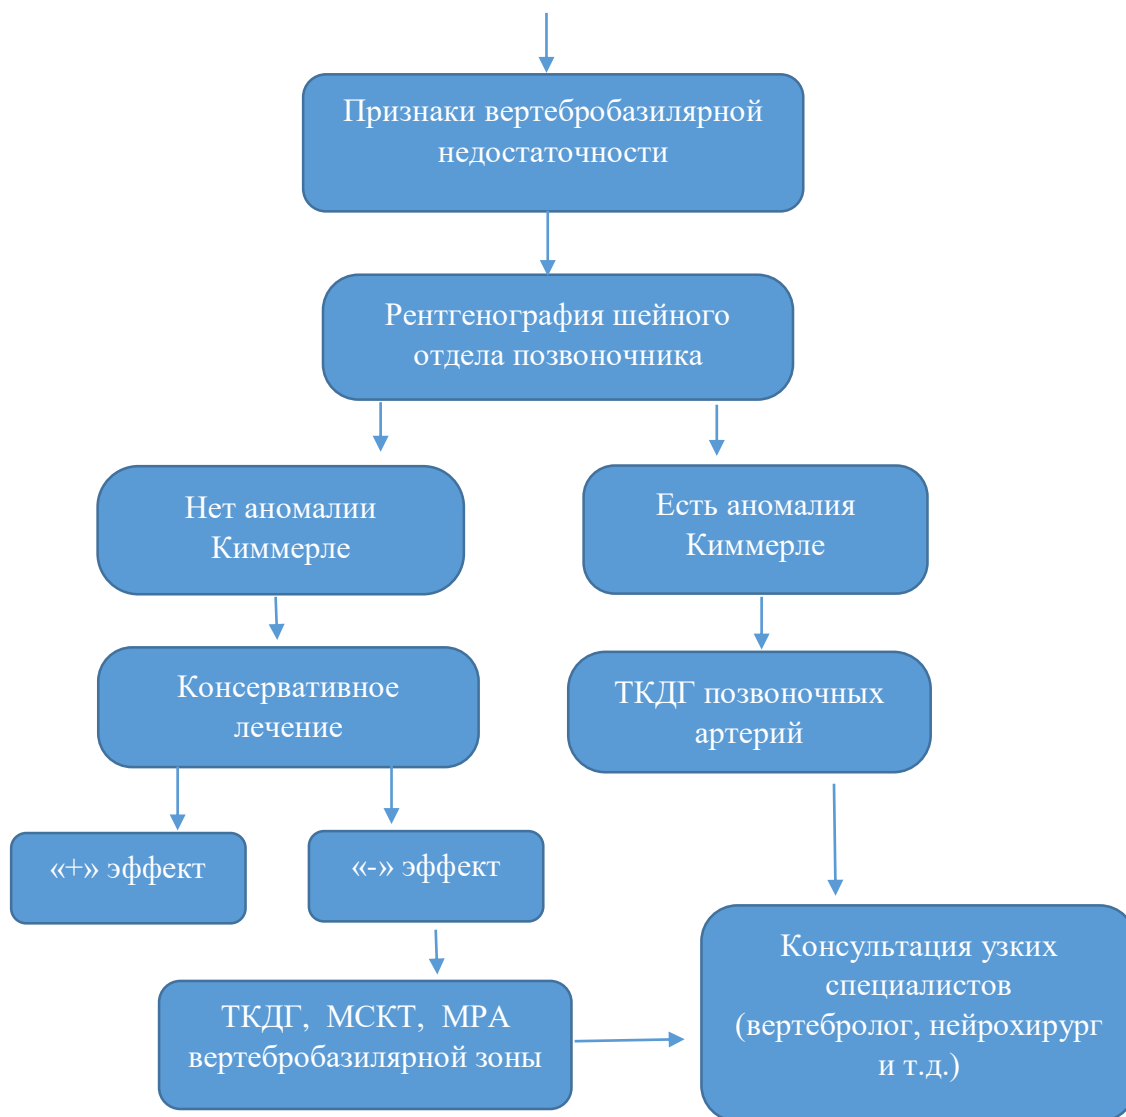 Признаки вертебробазилярной
недостаточности
Рентгенография шейного
отдела позвоночника
Нет аномалии
Киммерле
Есть аномалия
Киммерле
Консервативное
лечение
ТКДГ позвоночных
артерий
«+» эффект
«-» эффект
ТКДГ, МСКТ, МРА
вертебробазилярной зоны
Консультация узких
специалистов
(вертебролог, нейрохирург
и т.д.)